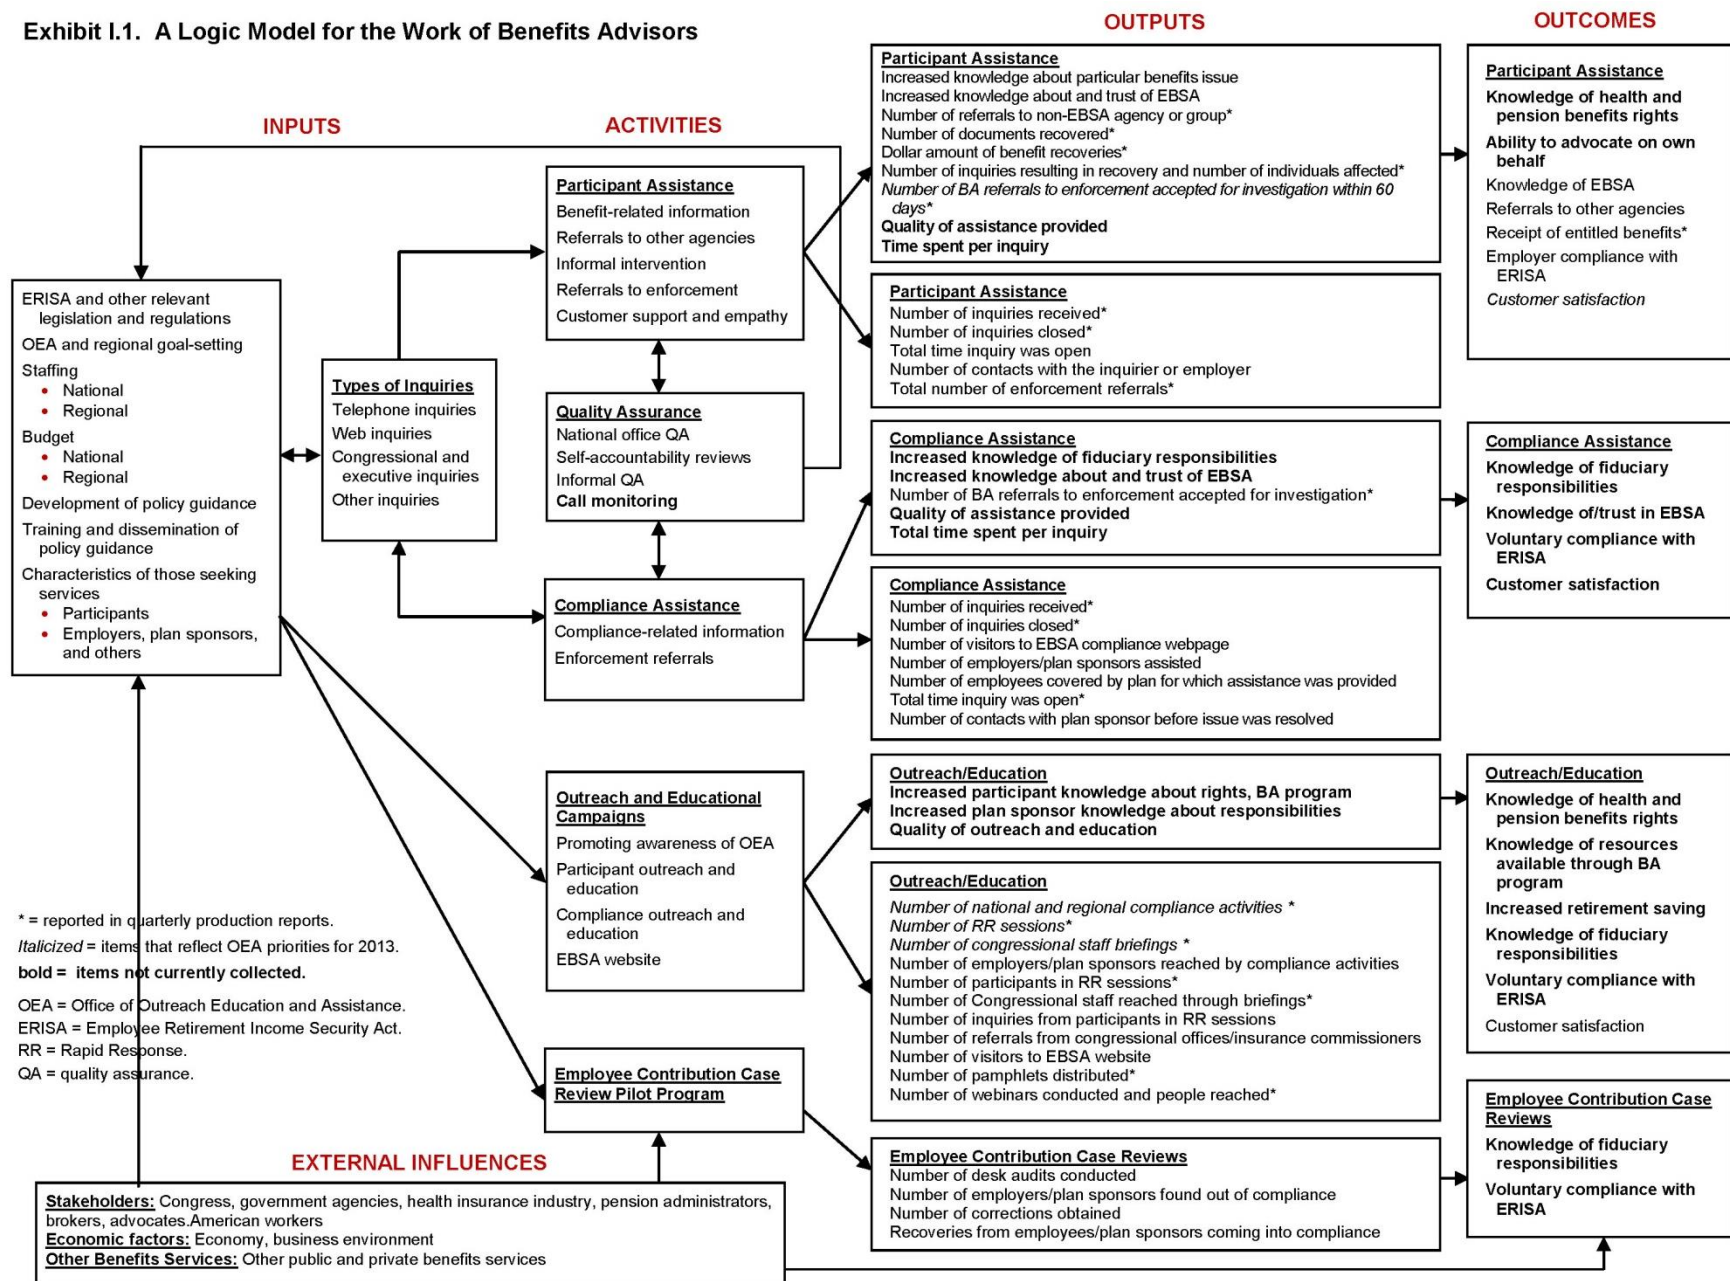 Exhibit I.1. A Logic Model for the Work of Benefits Advisors
INPUTS
ERISA and other relevant
legislation and regulations
OEA and regional goal-setting
Staffing
• National
• Regional
Budget
• National
• Regional
Development of policy guidance
Training and dissemination of
policy guidance
Characteristics of those seeking
services
• Participants
• Employers, plan sponsors,
and others
Types of Inquiries
Telephone inquiries
Web inquiries
Congressional and
executive inquiries
Other inquiries
ACTIVITIES
Participant Assistance
Benefit-related information
Referrals to other agencies
Informal intervention
Referrals to enforcement
Customer support and empathy
Quality Assurance
National office QA
Self-accountability reviews
Informal QA
Call monitoring
Compliance Assistance
Compliance-related information
Enforcement referrals
Outreach and Educational
Campaigns
Promoting awareness of OEA
Participant outreach and
education
Compliance outreach and
education
EBSA website
Employee Contribution Case
Review Pilot Program
OUTPUTS
Participant Assistance
Increased knowledge about particular benefits issue
Increased knowledge about and trust of EBSA
Number of referrals to non-EBSA agency or group*
Number of documents recovered*
Dollar amount of benefit recoveries*
Number of inquiries resulting in recovery and number of individuals affected*
Number of BA referrals to enforcement accepted for investigation within 60
days*
Quality of assistance provided
Time spent per inquiry
Participant Assistance
Number of inquiries received*
Number of inquiries closed*
Total time inquiry was open
Number of contacts with the inquirier or employer
Total number of enforcement referrals*
Compliance Assistance
Increased knowledge of fiduciary responsibilities
Increased knowledge about and trust of EBSA
Number of BA referrals to enforcement accepted for investigation*
Quality of assistance provided
Total time spent per inquiry
Compliance Assistance
Number of inquiries received*
Number of inquiries closed*
Number of visitors to EBSA compliance webpage
Number of employers/plan sponsors assisted
Number of employees covered by plan for which assistance was provided
Total time inquiry was open*
Number of contacts with plan sponsor before issue was resolved
Outreach/Education
Increased participant knowledge about rights, BA program
Increased plan sponsor knowledge about responsibilities
Quality of outreach and education
Outreach/Education
Number of national and regional compliance activities *
Number of RR sessions*
Number of congressional staff briefings *
Number of employers/plan sponsors reached by compliance activities
Number of participants in RR sessions*
Number of Congressional staff reached through briefings*
Number of inquiries from participants in RR sessions
Number of referrals from congressional offices/insurance commissioners
Number of visitors to EBSA website
Number of pamphlets distributed*
Number of webinars conducted and people reached*
Employee Contribution Case Reviews
Number of desk audits conducted
Number of employers/plan sponsors found out of compliance
Number of corrections obtained
Recoveries from employees/plan sponsors coming into compliance
OUTCOMES
Participant Assistance
Knowledge of health and
pension benefits rights
Ability to advocate on own
behalf
Knowledge of EBSA
Referrals to other agencies
Receipt of entitled benefits*
Employer compliance with
ERISA
Customer satisfaction
Compliance Assistance
Knowledge of fiduciary
responsibilities
Knowledge of/trust in EBSA
Voluntary compliance with
ERISA
Customer satisfaction
Outreach/Education
Knowledge of health and
pension benefits rights
Knowledge of resources
available through BA
program
Increased retirement saving
Knowledge of fiduciary
responsibilities
Voluntary compliance with
ERISA
Customer satisfaction
Employee Contribution Case
Reviews
Knowledge of fiduciary
responsibilities
Voluntary compliance with
ERISA
* = reported in quarterly production reports.
Italicized = items that reflect OEA priorities for 2013.
bold = items not currently collected.
OEA = Office of Outreach Education and Assistance.
ERISA = Employee Retirement Income Security Act.
RR = Rapid Response.
QA = quality assurance.
EXTERNAL INFLUENCES
Stakeholders: Congress, government agencies, health insurance industry, pension administrators,
brokers, advocates.American workers
Economic factors: Economy, business environment
Other Benefits Services: Other public and private benefits services